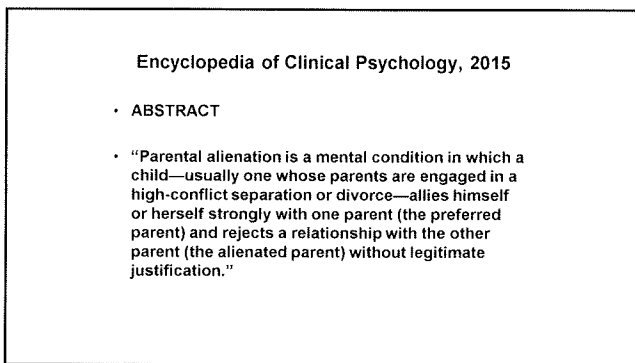 Encyclopedia of Clinical Psychology, 2015
• ABSTRACT
• “Parental alienation is a mental condition in which a
child—usually one whose parents are engaged in a
high-conflict separation or divorce—allies himself
or herself strongly with one parent (the preferred
parent) and rejects a relationship with the other
parent (the alienated parent) without legitimate
justification.”